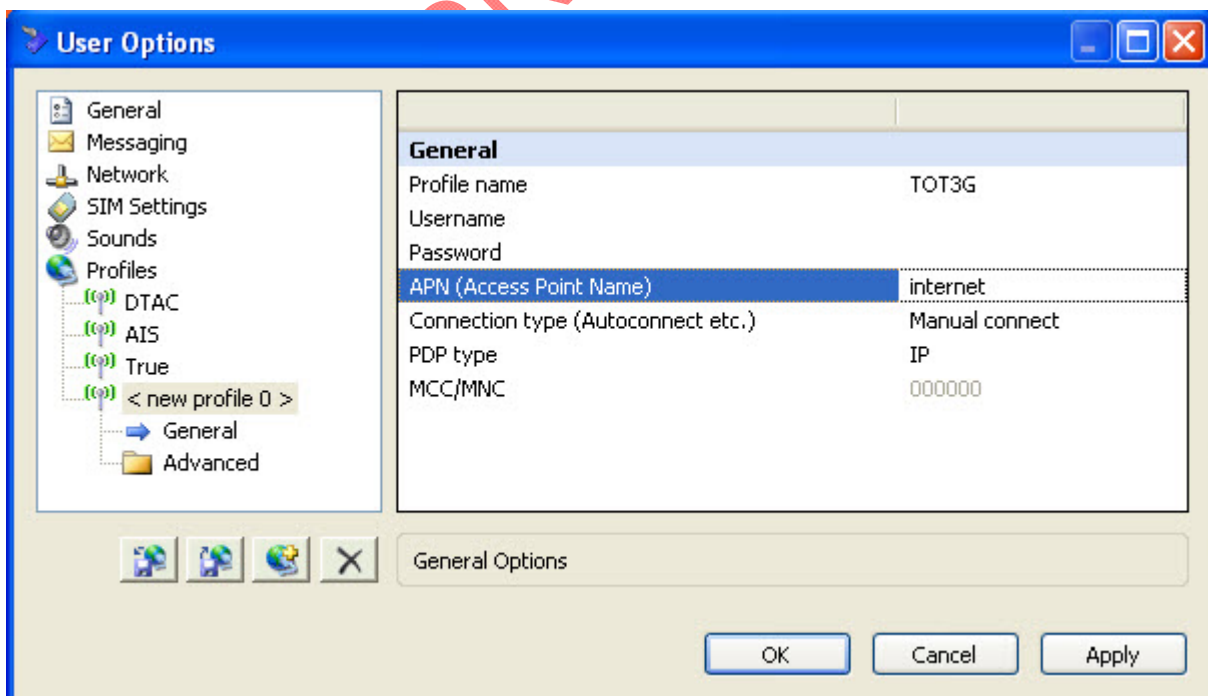 User Options
General
Messaging
Network
SIM Settings
Sounds
Profiles
DTAC
AIS
True
< new profile 0 >
General
Advanced
General
Profile name TOT3G
Username
Password
APN (Access Point Name) internet
Connection type (Autoconnect etc.) Manual connect
PDP type IP
MCC/MNC 000000
General Options
OK Cancel Apply